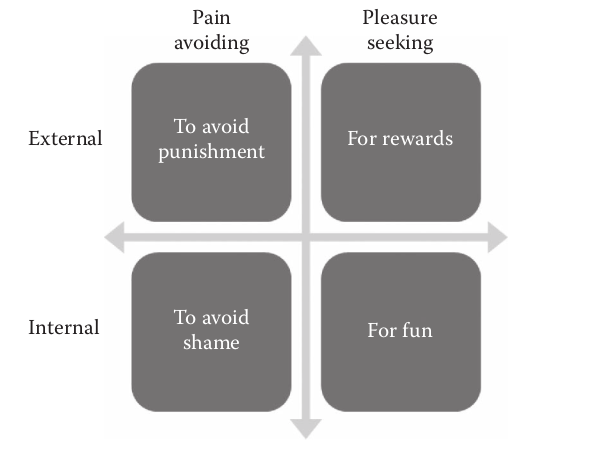 Pain
avoiding
Pleasure
seeking
External
To avoid
punishment
For rewards
Internal
To avoid
shame
For fun